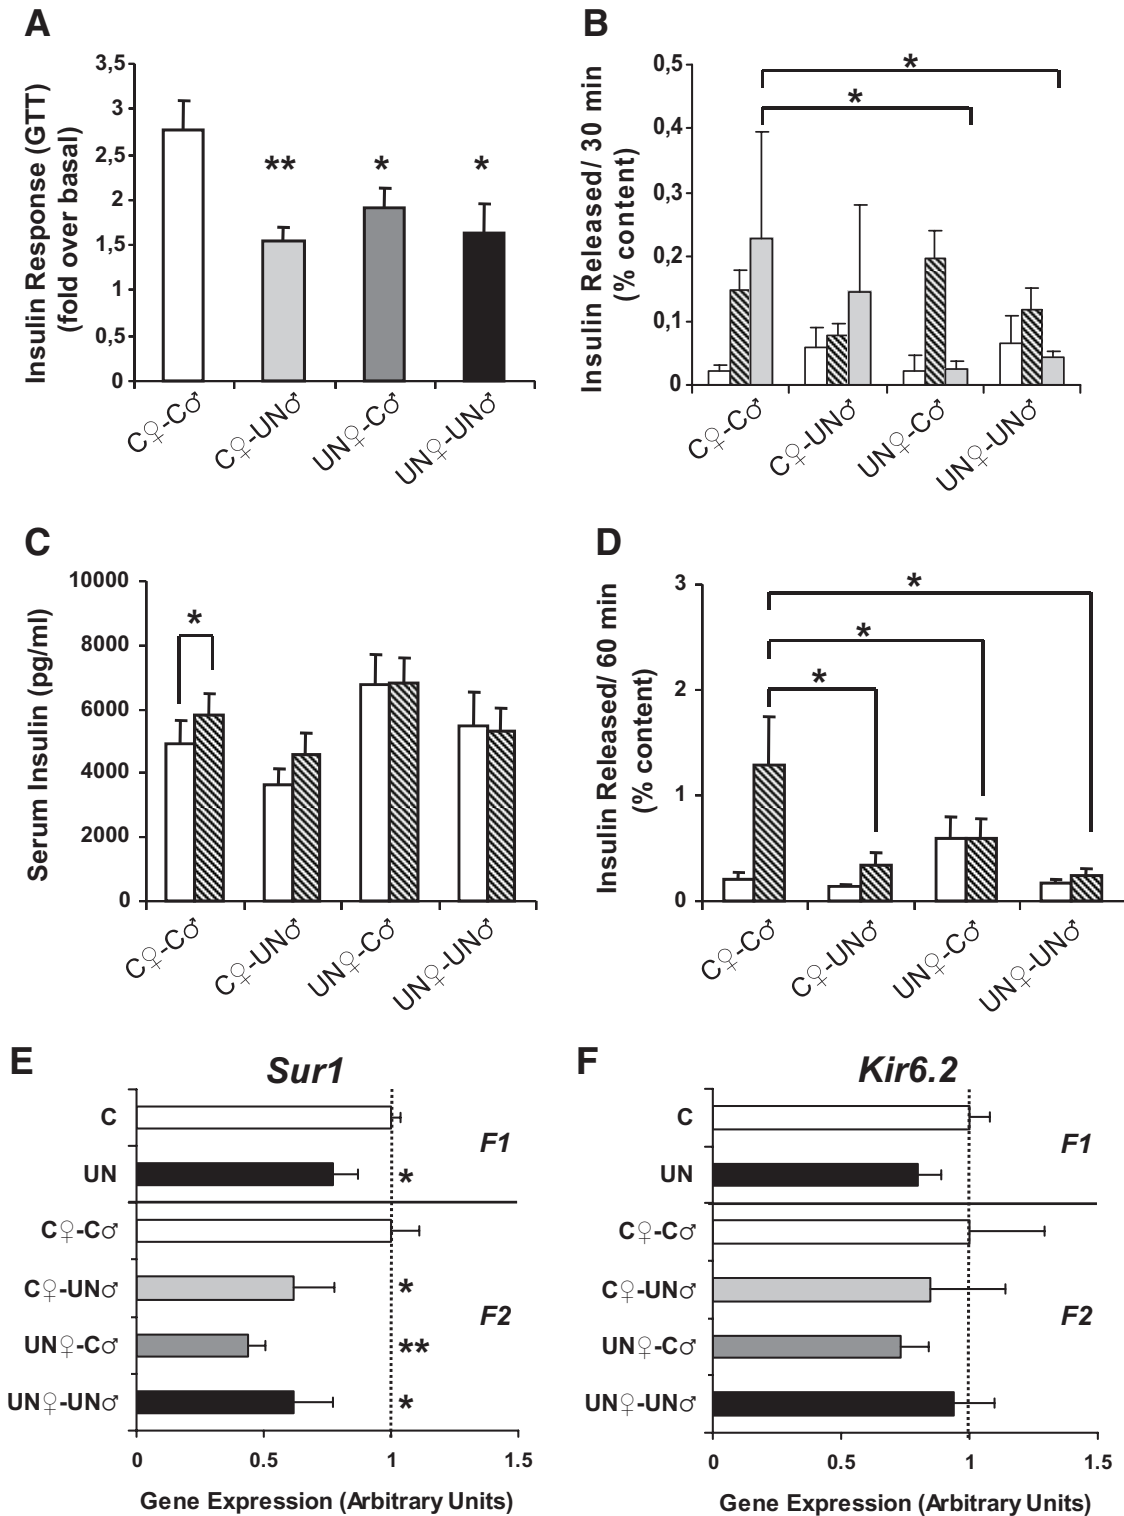 A
Insulin Response (GTT)
(fold over basal)
3,5
3
2,5
2
1,5
1
0,5
0
**
*
*
C♀-C♂
C♀-UN♂
UN♀-C♂
UN♀-UN♂
B
Insulin Released/ 30 min
(% content)
0,5
0,4
0,3
0,2
0,1
0
*
*
C♀-C♂
C♀-UN♂
UN♀-C♂
UN♀-UN♂
C
Serum Insulin (pg/ml)
10000
8000
6000
4000
2000
0
*
C♀-C♂
C♀-UN♂
UN♀-C♂
UN♀-UN♂
D
Insulin Released/ 60 min
(% content)
3
2
1
0
*
*
*
C♀-C♂
C♀-UN♂
UN♀-C♂
UN♀-UN♂
E
Sur1
C
UN
*
F1
C♀-C♂
C♀-UN♂
*
UN♀-C♂
**
UN♀-UN♂
*
F2
0
0.5
1
1.5
Gene Expression (Arbitrary Units)
F
Kir6.2
C
UN
F1
C♀-C♂
C♀-UN♂
UN♀-C♂
UN♀-UN♂
F2
0
0.5
1
1.5
Gene Expression (Arbitrary Units)